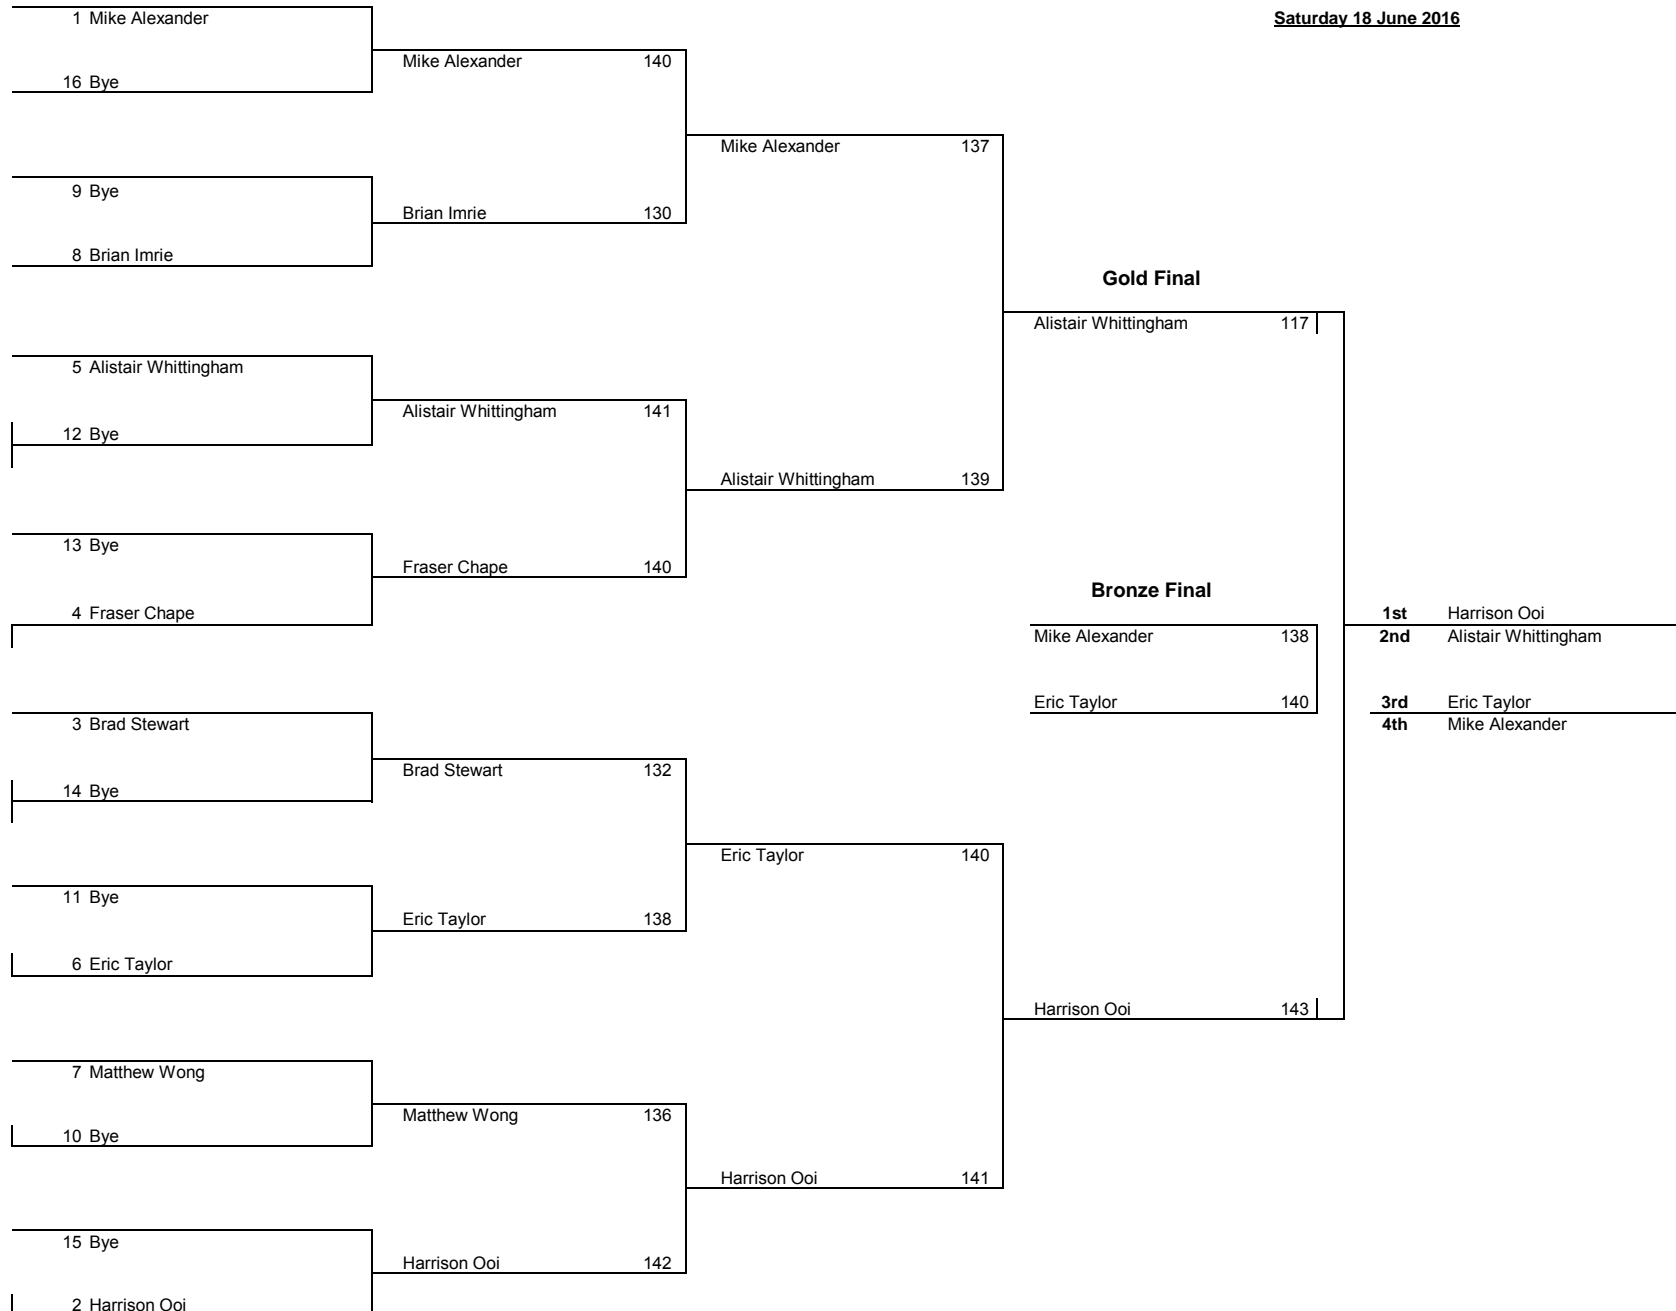 Saturday 18 June 2016
1 Mike Alexander
16 Bye
9 Bye
8 Brian Imrie
5 Alistair Whittingham
12 Bye
13 Bye
4 Fraser Chape
3 Brad Stewart
14 Bye
11 Bye
6 Eric Taylor
7 Matthew Wong
10 Bye
15 Bye
2 Harrison Ooi
Mike Alexander 140
Brian Imrie 130
Alistair Whittingham 141
Fraser Chape 140
Brad Stewart 132
Eric Taylor 138
Matthew Wong 136
Harrison Ooi 142
Mike Alexander 137
Alistair Whittingham 139
Eric Taylor 140
Harrison Ooi 141
Gold Final
Alistair Whittingham 117
Harrison Ooi 143
Bronze Final
Mike Alexander 138
Eric Taylor 140
1st Harrison Ooi
2nd Alistair Whittingham
3rd Eric Taylor
4th Mike Alexander